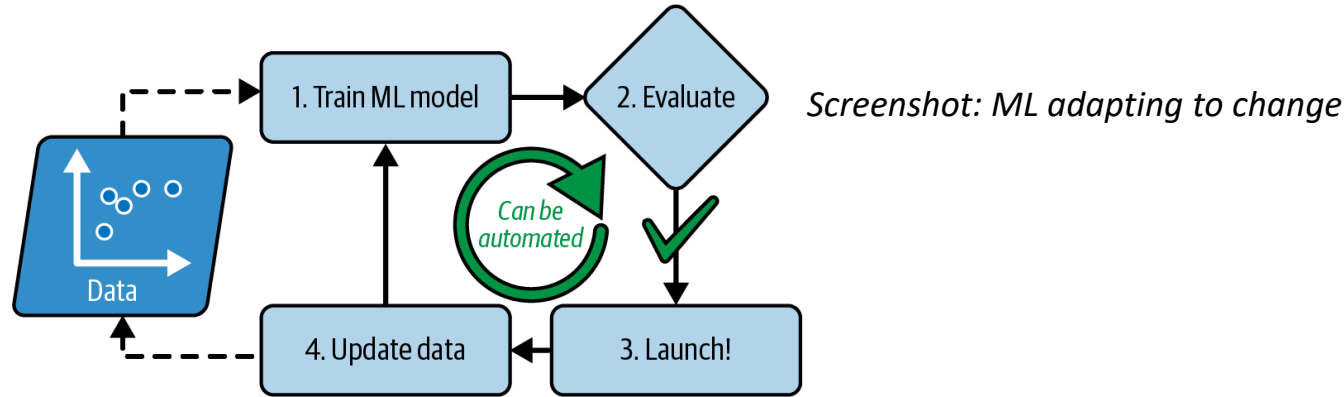 1. Train ML model
2. Evaluate
Screenshot: ML adapting to change
Can be
automated
Data
4. Update data
3. Launch!